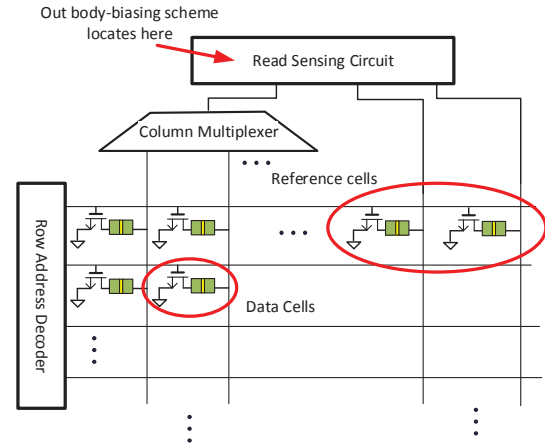 Out body-biasing scheme
locates here
Read Sensing Circuit
Column Multiplexer
Reference cells
Row Address Decoder
Data Cells